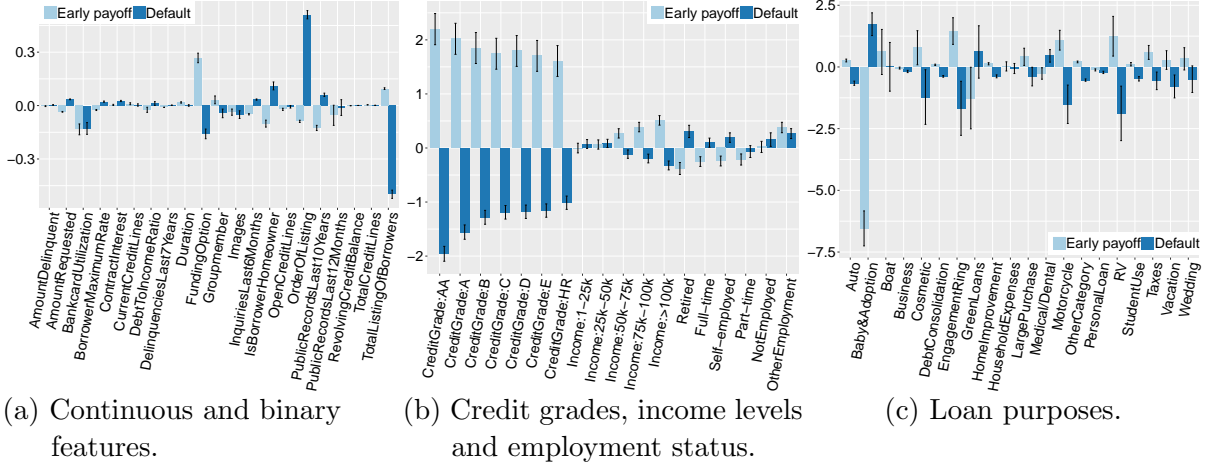 Early payoff Default
0.3
0.0
−0.3
AmountDelinquent
AmountRequested
BankcardUtilization
BorrowerMaximumRate
ContractInterest
CurrentCreditLines
DebtToIncomeRatio
DelinquenciesLast7Years
Duration
FundingOption
Groupmember
Images
InquiriesLast6Months
IsBorrowerHomeowner
OpenCreditLines
OrderOfListing
PublicRecordsLast10Years
PublicRecordsLast12Months
RevolvingCreditBalance
TotalCreditLines
TotalListingOfBorrowers
(a) Continuous and binary
features.
Early payoff Default
2
1
0
−1
−2
CreditGrade:AA
CreditGrade:A
CreditGrade:B
CreditGrade:C
CreditGrade:D
CreditGrade:E
CreditGrade:HR
Income:1−25k
Income:25k−50k
Income:50k−75k
Income:75k−100k
Income:>100k
Retired
Full−time
Self−employed
Part−time
NotEmployed
OtherEmployment
(b) Credit grades, income levels
and employment status.
2.5
0.0
−2.5
−5.0
−7.5
Early payoff Default
Auto
Baby&Adoption
Boat
Business
Cosmetic
DebtConsolidation
EngagementRing
GreenLoans
HomeImprovement
HouseholdExpenses
LargePurchase
Medical/Dental
Motorcycle
OtherCategory
PersonalLoan
RV
StudentUse
Taxes
Vacation
Wedding
(c) Loan purposes.